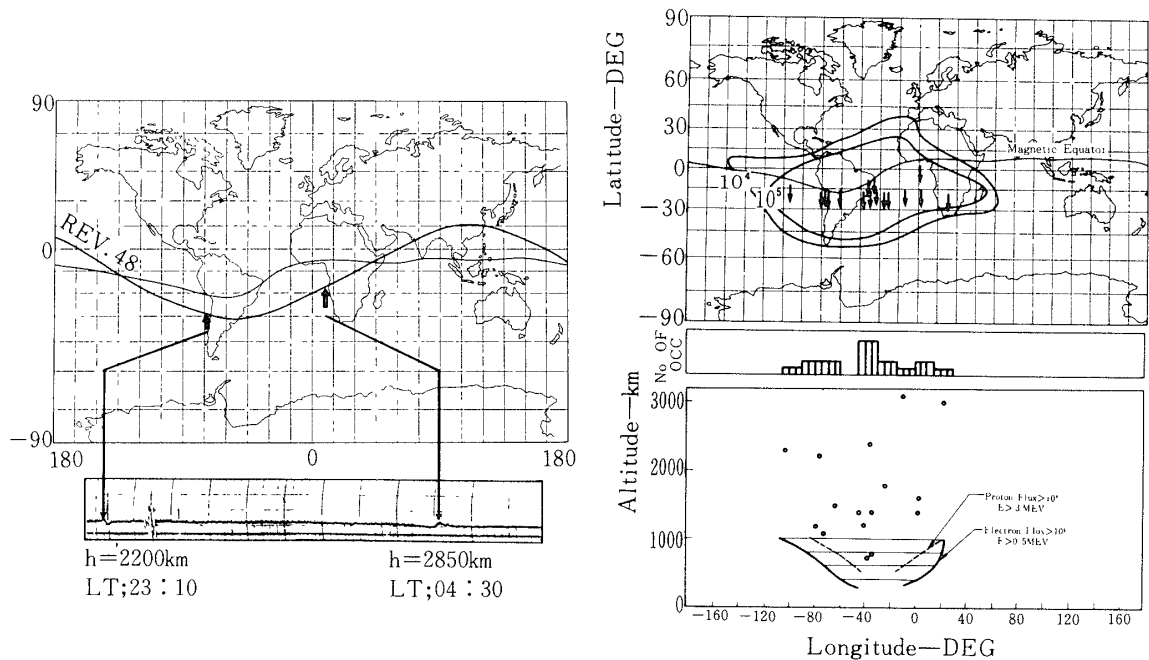 90
0
−90
REV. 48
180
0
180
h=2200km
LT;23：10
h=2850km
LT;04：30
Latitude—DEG
90
60
30
0
−30
−60
−90
Magnetic Equator
10⁴
10⁵
No OF
OCC
Altitude—km
3000
2000
1000
0
Proton Flux>10⁴
E>3MEV
Electron Flux>10⁵
E>0 5MEV
−160
−120
−80
−40
0
40
80
120
160
Longitude—DEG